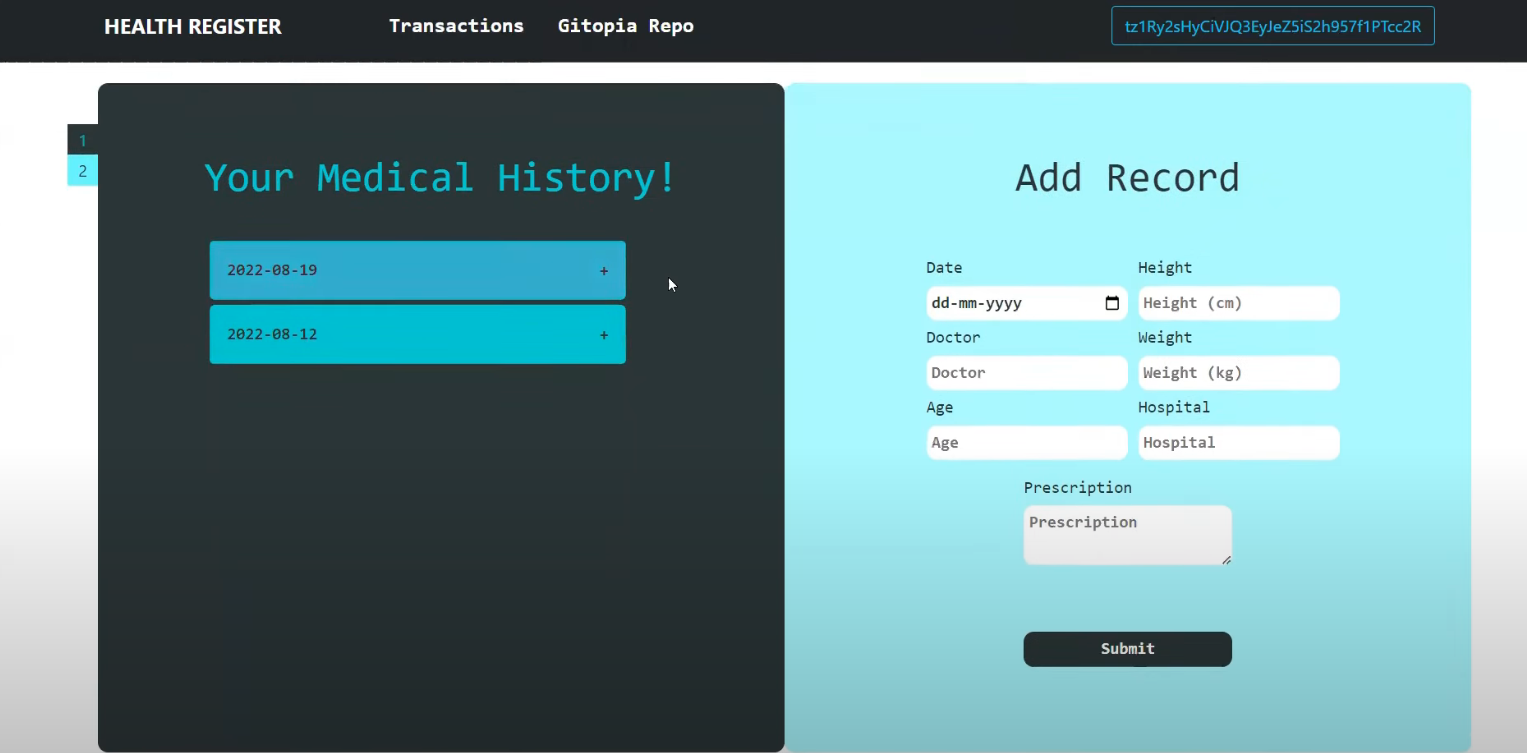 HEALTH REGISTER Transactions Gitopia Repo tz1Ry2sHyCiVJQ3EyJeZ5iS2h957f1PTcc2R
1
2
Your Medical History!
2022-08-19 +
2022-08-12 +
Add Record
Date Height
dd-mm-yyyy Height (cm)
Doctor Weight
Doctor Weight (kg)
Age Hospital
Age Hospital
Prescription
Prescription
Submit